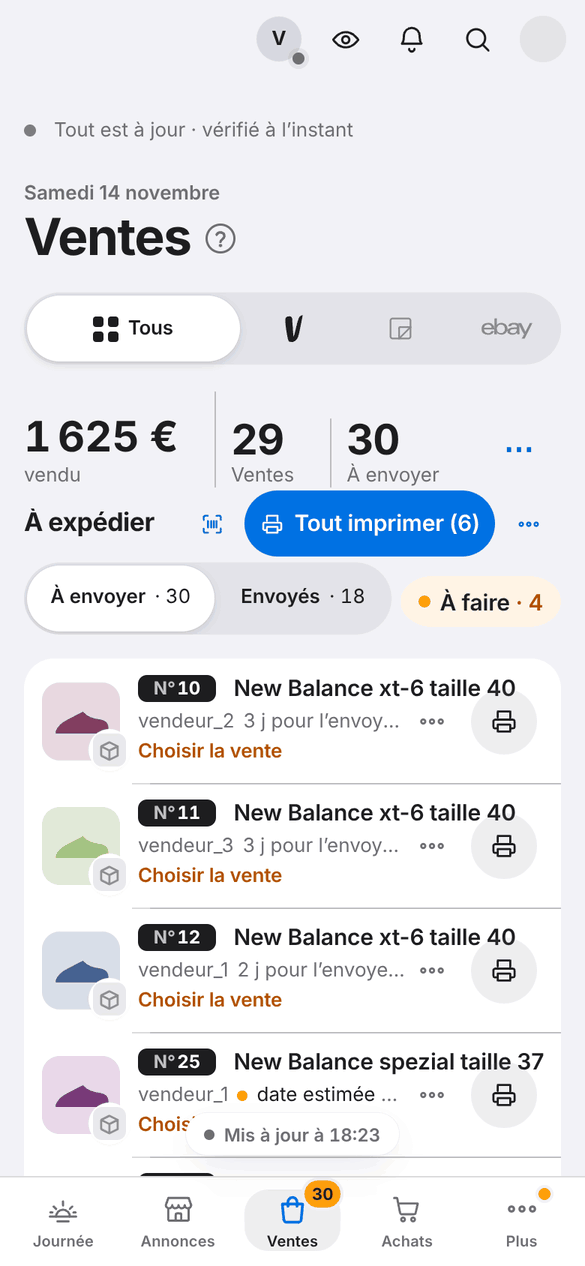 V
Tout est à jour · vérifié à l’instant
Samedi 14 novembre
Ventes ?
Tous V ebay
1 625 € 29 30 ...
vendu Ventes À envoyer
À expédier Tout imprimer (6)
À envoyer · 30 Envoyés · 18 À faire · 4
N°10 New Balance xt-6 taille 40
vendeur_2 3 j pour l’envoy…
Choisir la vente
N°11 New Balance xt-6 taille 40
vendeur_3 3 j pour l’envoy…
Choisir la vente
N°12 New Balance xt-6 taille 40
vendeur_1 2 j pour l’envoye…
Choisir la vente
N°25 New Balance spezial taille 37
vendeur_1 date estimée …
Mis à jour à 18:23
30
Journée Annonces Ventes Achats Plus